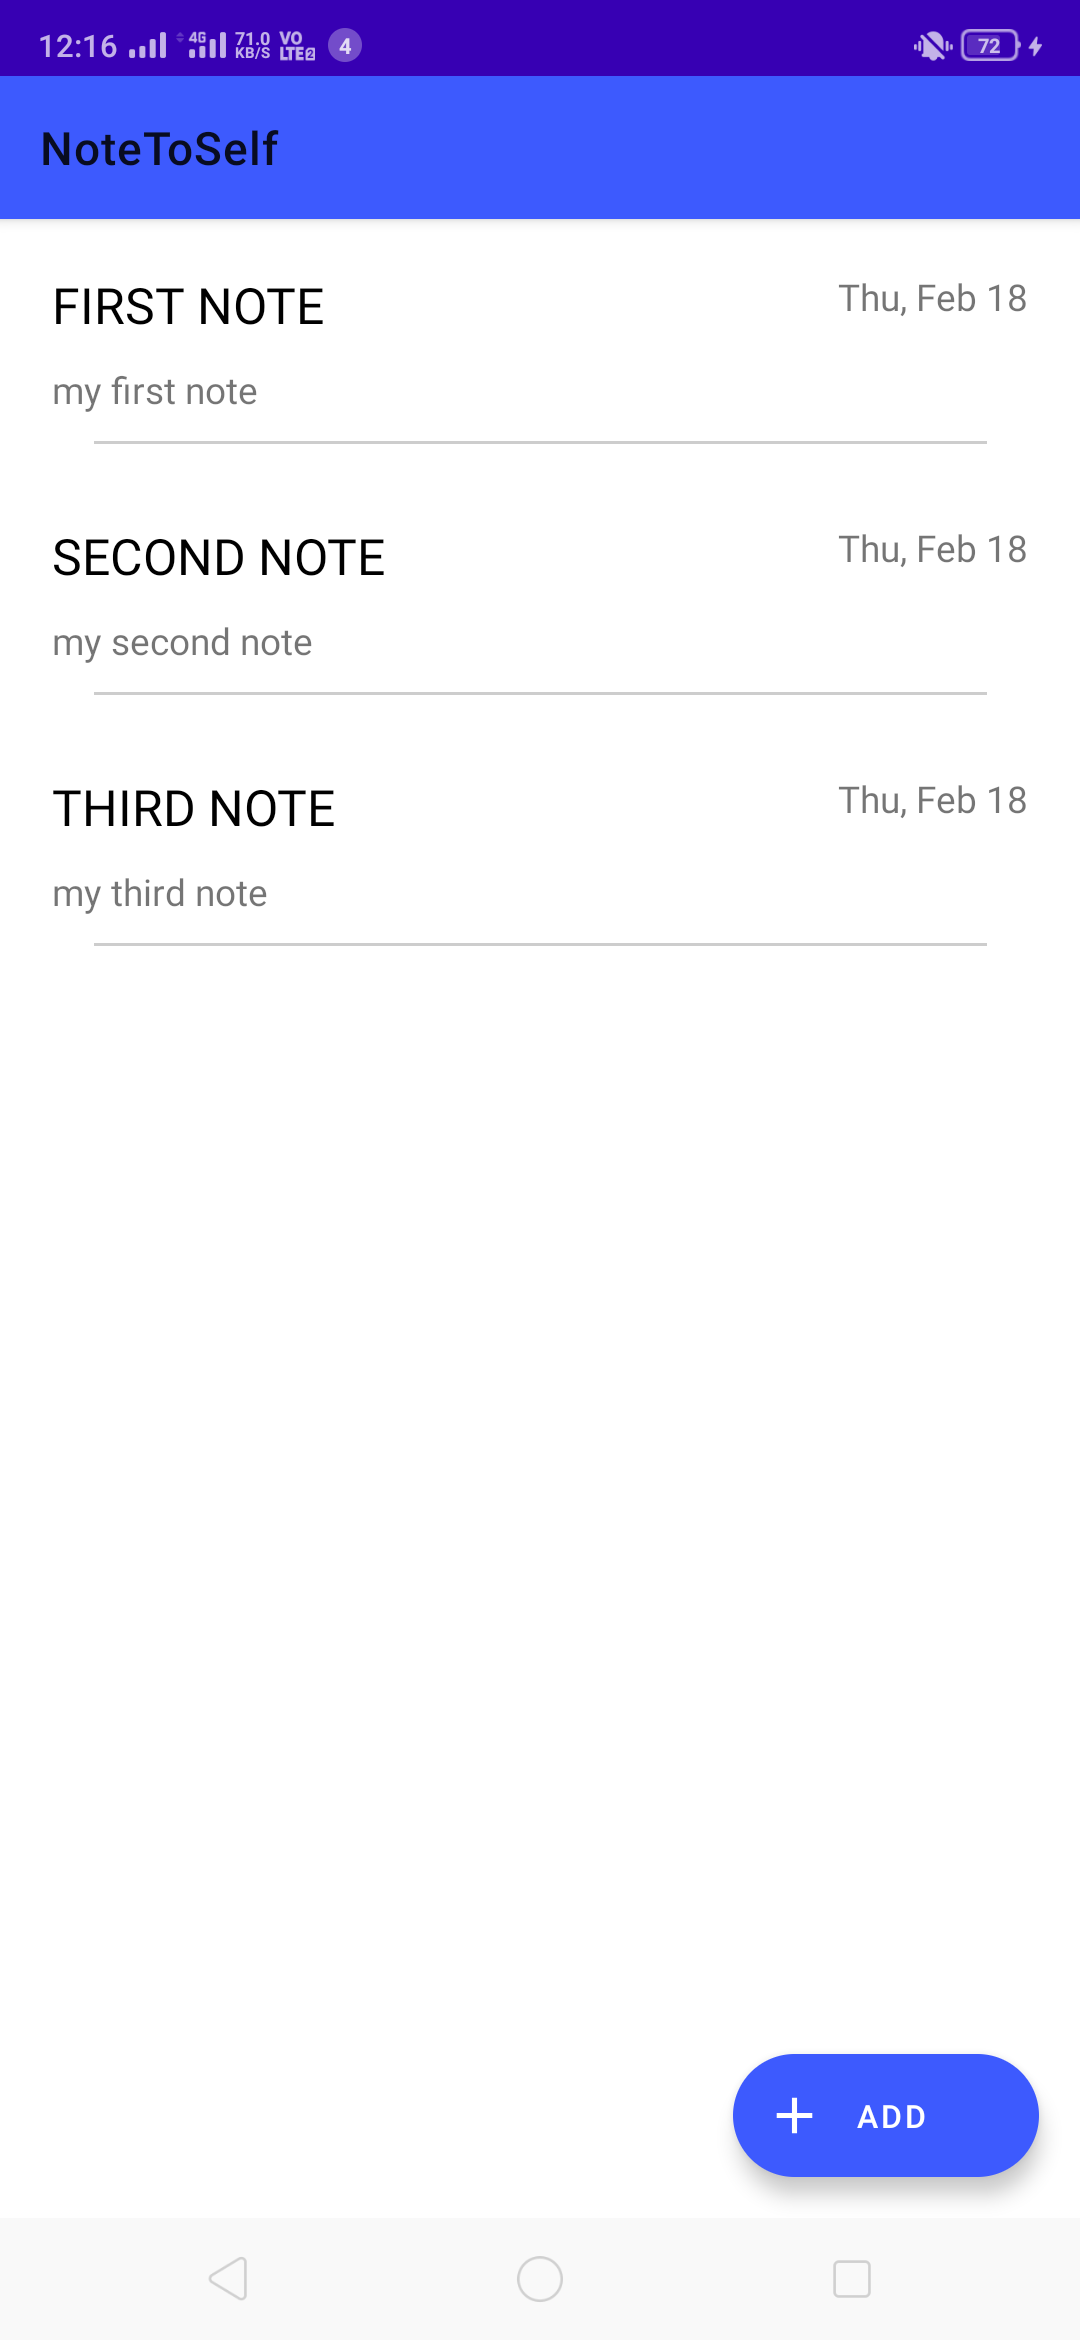 12:16 4G 71.0 KB/S VO LTE2 4 72
NoteToSelf
FIRST NOTE Thu, Feb 18
my first note
SECOND NOTE Thu, Feb 18
my second note
THIRD NOTE Thu, Feb 18
my third note
ADD